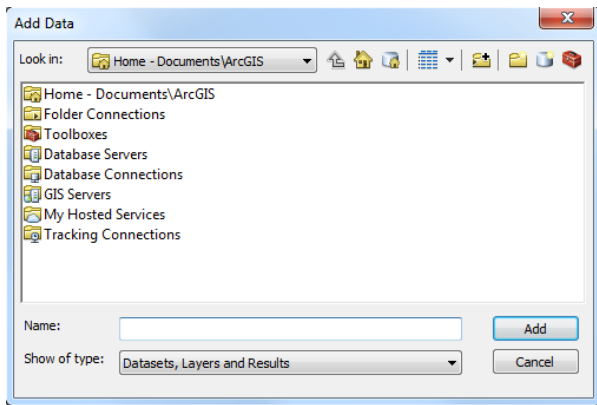 Add Data
Look in: Home - Documents\ArcGIS
Home - Documents\ArcGIS
Folder Connections
Toolboxes
Database Servers
Database Connections
GIS Servers
My Hosted Services
Tracking Connections
Name: Add
Show of type: Datasets, Layers and Results Cancel